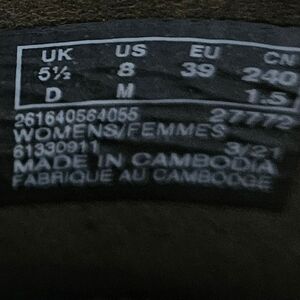 UK US EU CN
5½ 8 39 240
D M 1.5
261640564055 27772
WOMENS/FEMMES
61330911 3/21
MADE IN CAMBODIA
FABRIQUE AU CAMBODGE